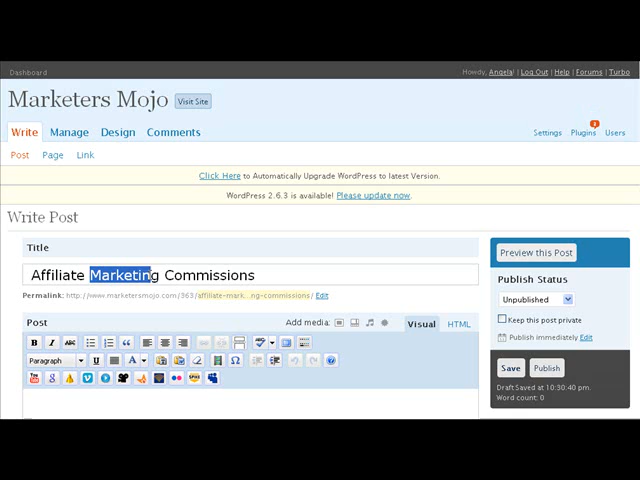 Dashboard
Howdy, Angela! | Log Out | Help | Forums | Turbo
Marketers Mojo Visit Site
Write Manage Design Comments
Settings Plugins Users
Post Page Link
Click Here to Automatically Upgrade WordPress to latest Version.
WordPress 2.6.3 is available! Please update now.
Write Post
Title
Affiliate Marketing Commissions
Permalink: http://www.marketersmojo.com/363/affiliate-mark...ng-commissions/ Edit
Post
Add media:
Visual HTML
B I ABC
Paragraph U A
Preview this Post
Publish Status
Unpublished
Keep this post private
Publish immediately Edit
Save Publish
Draft Saved at 10:30:40 pm.
Word count: 0